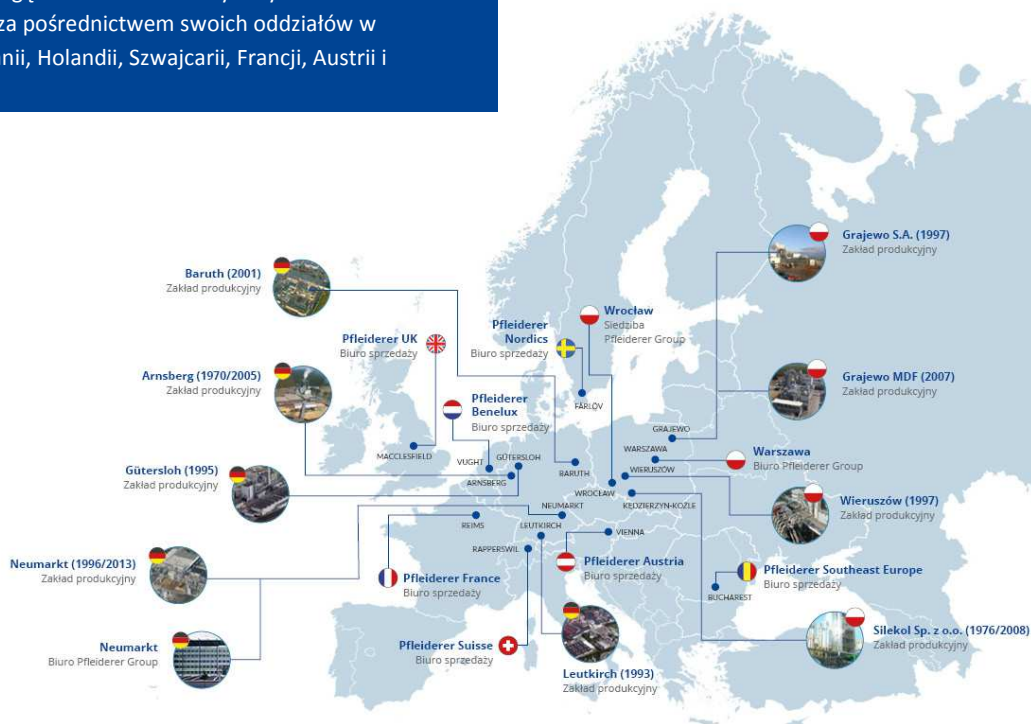 za pośrednictwem swoich oddziałów w
Holandii, Szwajcarii, Francji, Austrii i
Grajewo S.A. (1997)
Zakład produkcyjny
Baruth (2001)
Zakład produkcyjny
Wrocław
Siedziba
Pfleiderer Group
Pfleiderer
Nordics
Biuro sprzedaży
Pfleiderer UK
Biuro sprzedaży
Arnsberg (1970/2005)
Zakład produkcyjny
Grajewo MDF (2007)
Zakład produkcyjny
Pfleiderer
Benelux
Biuro sprzedaży
FARLÖV
GRAJEWO
MACCLESFIELD
VUGHT
GÜTERSLOH
ARNSBERG
BARUTH
WARSZAWA
WIERUSZÓW
Warszawa
Biuro Pfleiderer Group
Gütersloh (1995)
Zakład produkcyjny
WROCŁAW
KŁDZIERZYN-KOŹLE
NEUMARKT
Wieruszów (1997)
Zakład produkcyjny
REIMS
LEUTKIRCH
VIENNA
RAPPERSWIL
Neumarkt (1996/2013)
Zakład produkcyjny
Pfleiderer France
Biuro sprzedaży
Pfleiderer Austria
Biuro sprzedaży
Pfleiderer Southeast Europe
Biuro sprzedaży
BUCHAREST
Neumarkt
Biuro Pfleiderer Group
Pfleiderer Suisse
Biuro sprzedaży
Silekol Sp. z o.o. (1976/2008)
Zakład produkcyjny
Leutkirch (1993)
Zakład produkcyjny